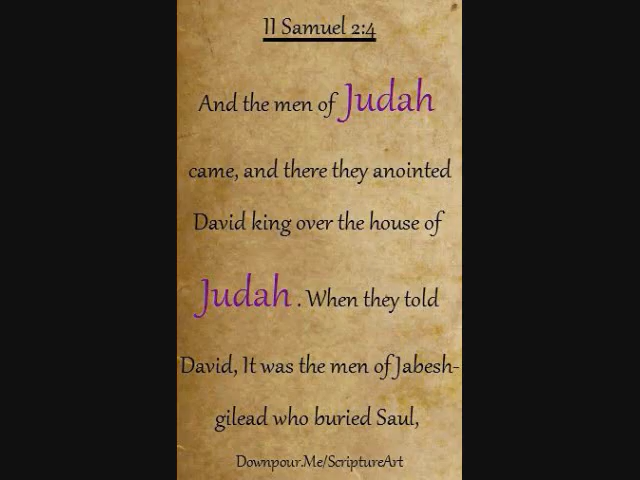 II Samuel 2:4
And the men of Judah
came, and there they anointed
David king over the house of
Judah . When they told
David, It was the men of Jabesh-
gilead who buried Saul,
Downpour.Me/ScriptureArt